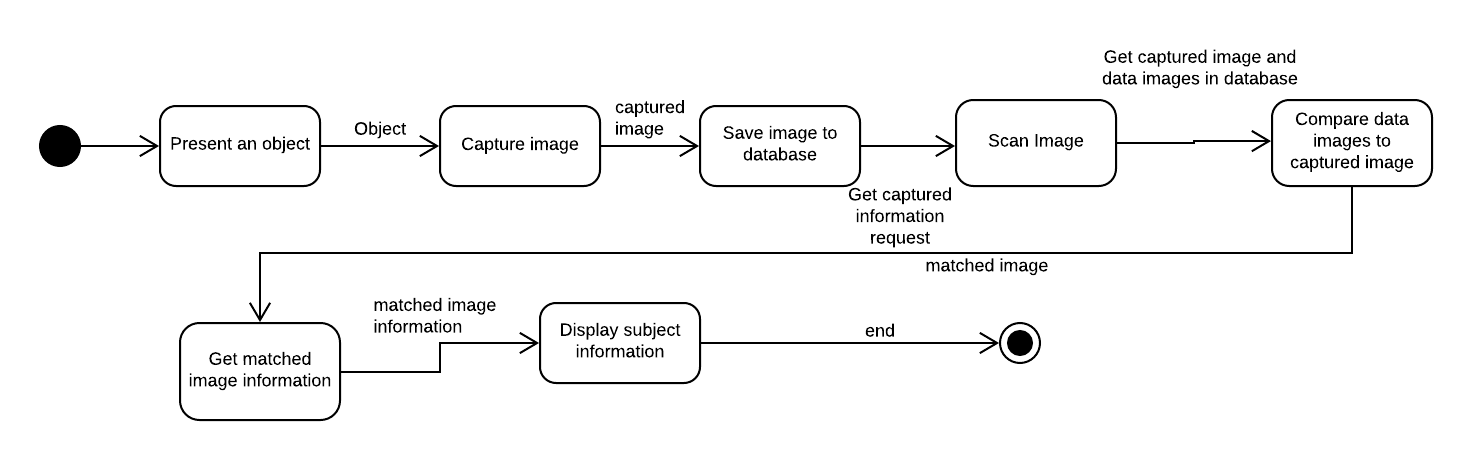 Get captured image and
data images in database
Present an object
Object
Capture image
captured
image
Save image to
database
Get captured
information
request
Scan Image
Compare data
images to
captured image
matched image
Get matched
image information
matched image
information
Display subject
information
end